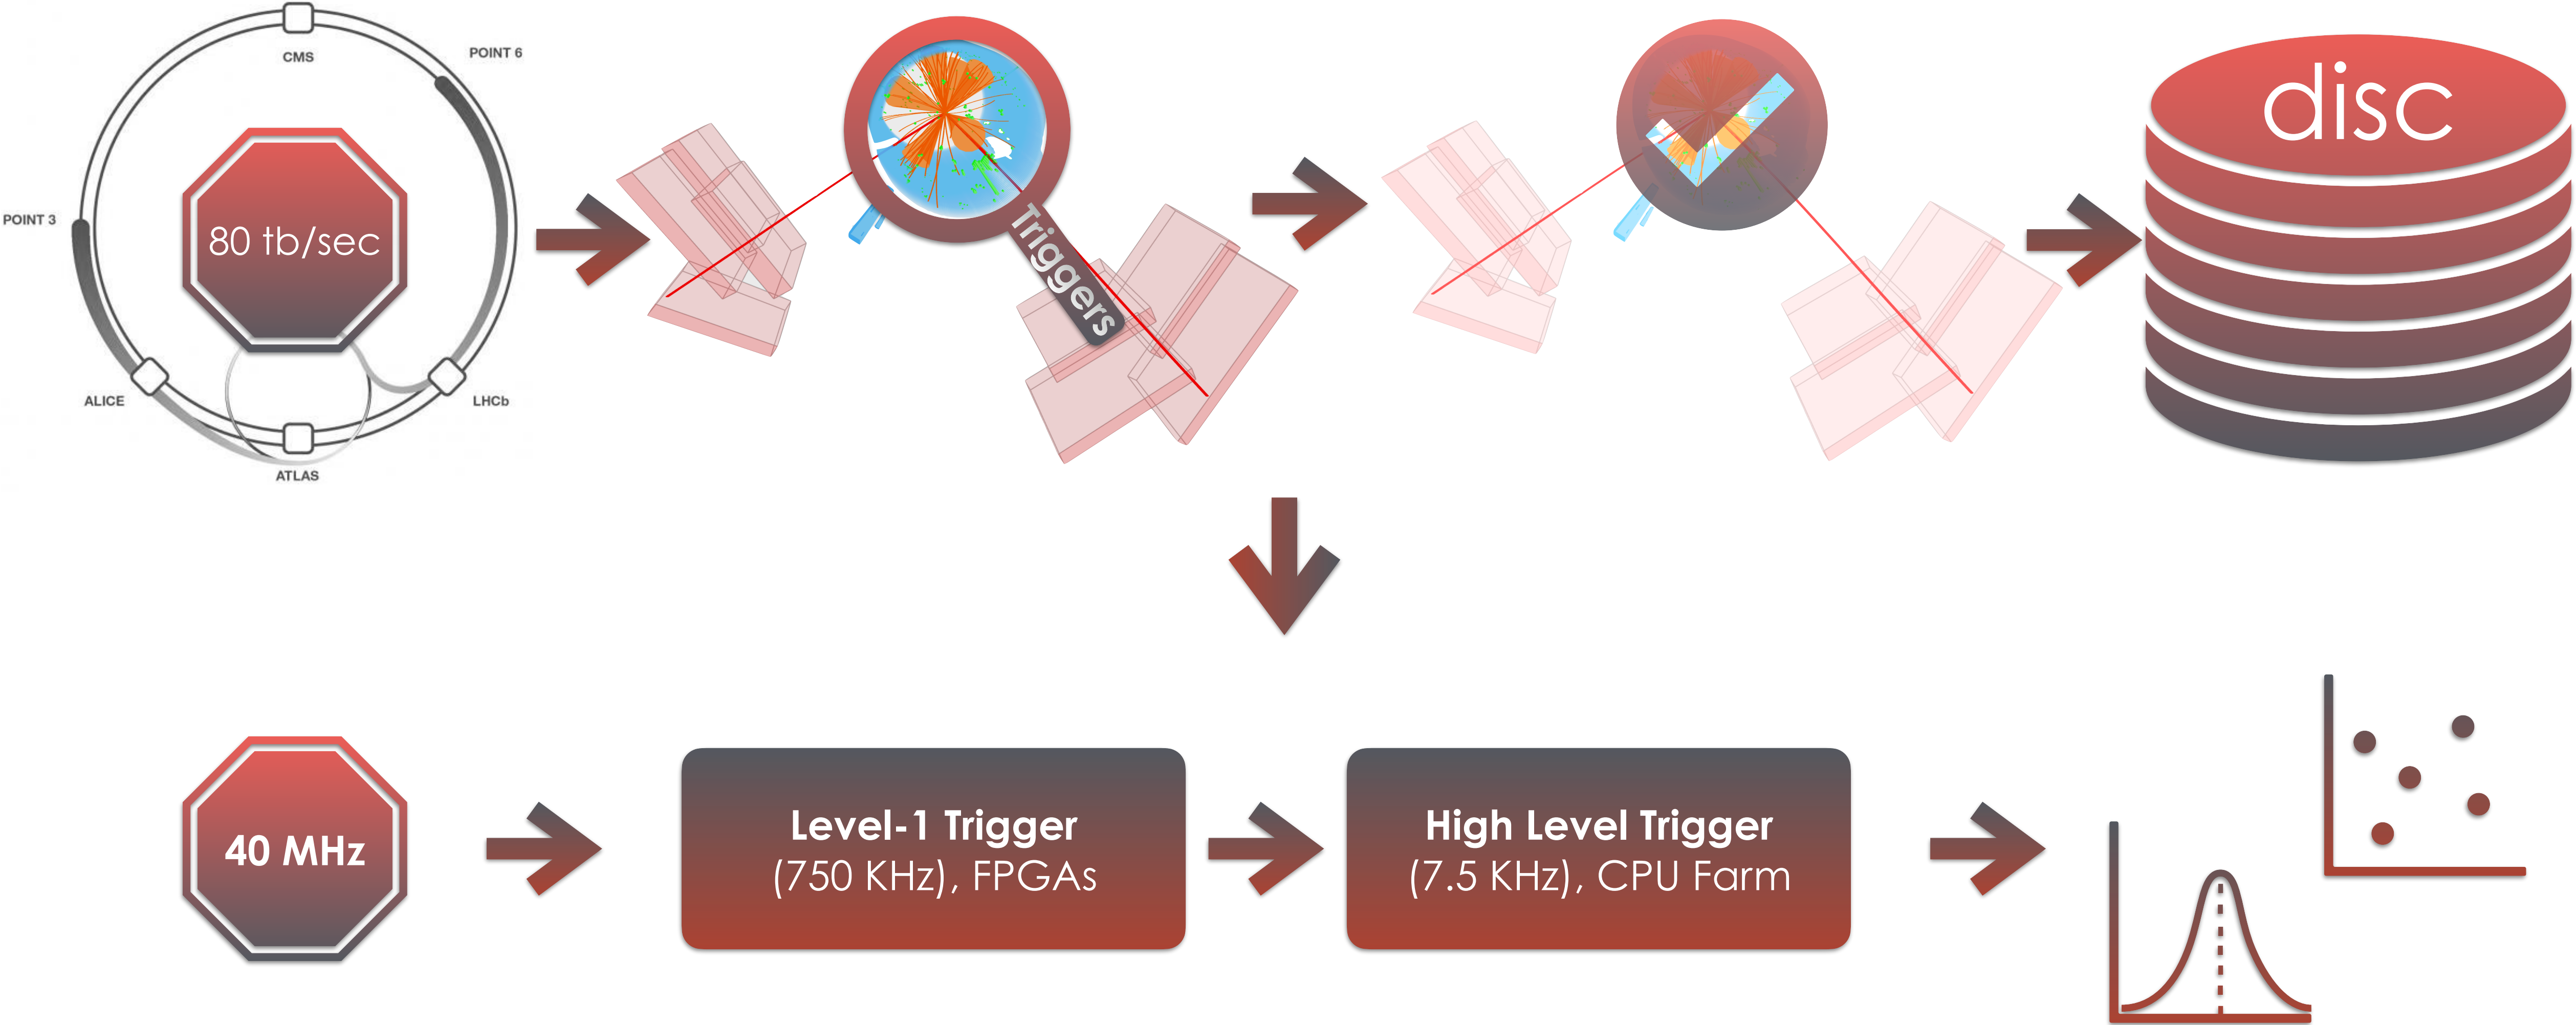 CMS
POINT 6
POINT 3
80 tb/sec
ALICE
LHCb
ATLAS
Triggers
disc
40 MHz
Level-1 Trigger
(750 KHz), FPGAs
High Level Trigger
(7.5 KHz), CPU Farm